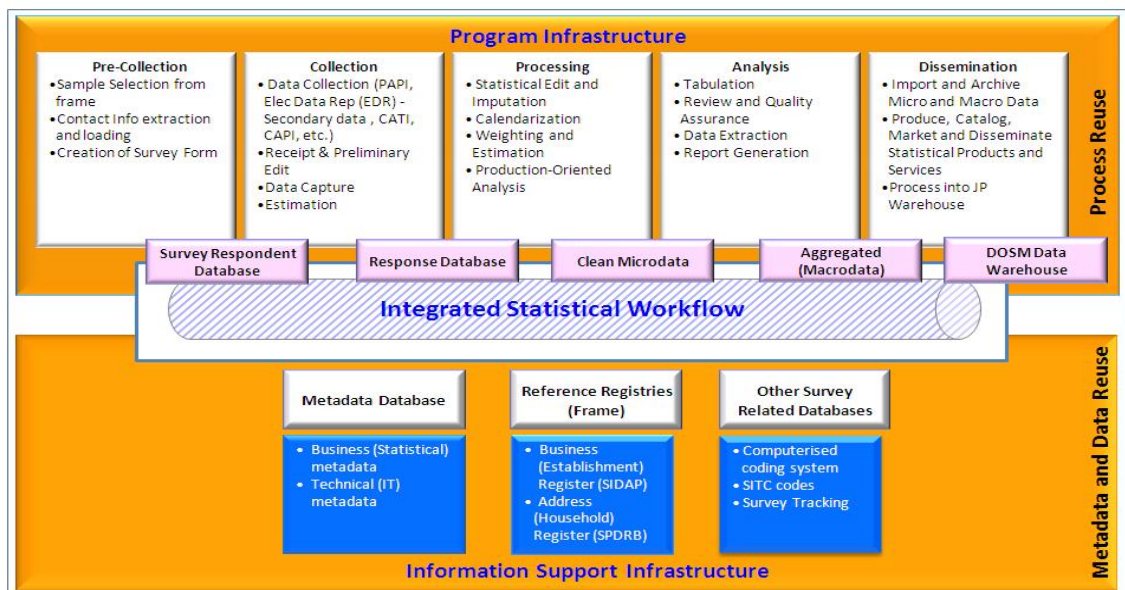 Program Infrastructure
Pre-Collection
•Sample Selection from
frame
•Contact Info extraction
and loading
•Creation of Survey Form
Collection
• Data Collection (PAPI,
Elec Data Rep (EDR) -
Secondary data , CATI,
CAPI, etc.)
•Receipt & Preliminary
Edit
•Data Capture
•Estimation
Processing
•Statistical Edit and
Imputation
•Calendarization
•Weighting and
Estimation
•Production-Oriented
Analysis
Analysis
•Tabulation
•Review and Quality
Assurance
•Data Extraction
•Report Generation
Dissemination
•Import and Archive
Micro and Macro Data
•Produce, Catalog,
Market and Disseminate
Statistical Products and
Services
•Process into JP
Warehouse
Process Reuse
Survey Respondent
Database
Response Database
Clean Microdata
Aggregated
(Macrodata)
DOSM Data
Warehouse
Integrated Statistical Workflow
Metadata Database
• Business (Statistical)
metadata
• Technical (IT)
metadata
Reference Registries
(Frame)
• Business
(Establishment)
Register (SIDAP)
• Address
(Household)
Register (SPDRB)
Other Survey
Related Databases
•Computerised
coding system
•SITC codes
•Survey Tracking
Metadata and Data Reuse
Information Support Infrastructure